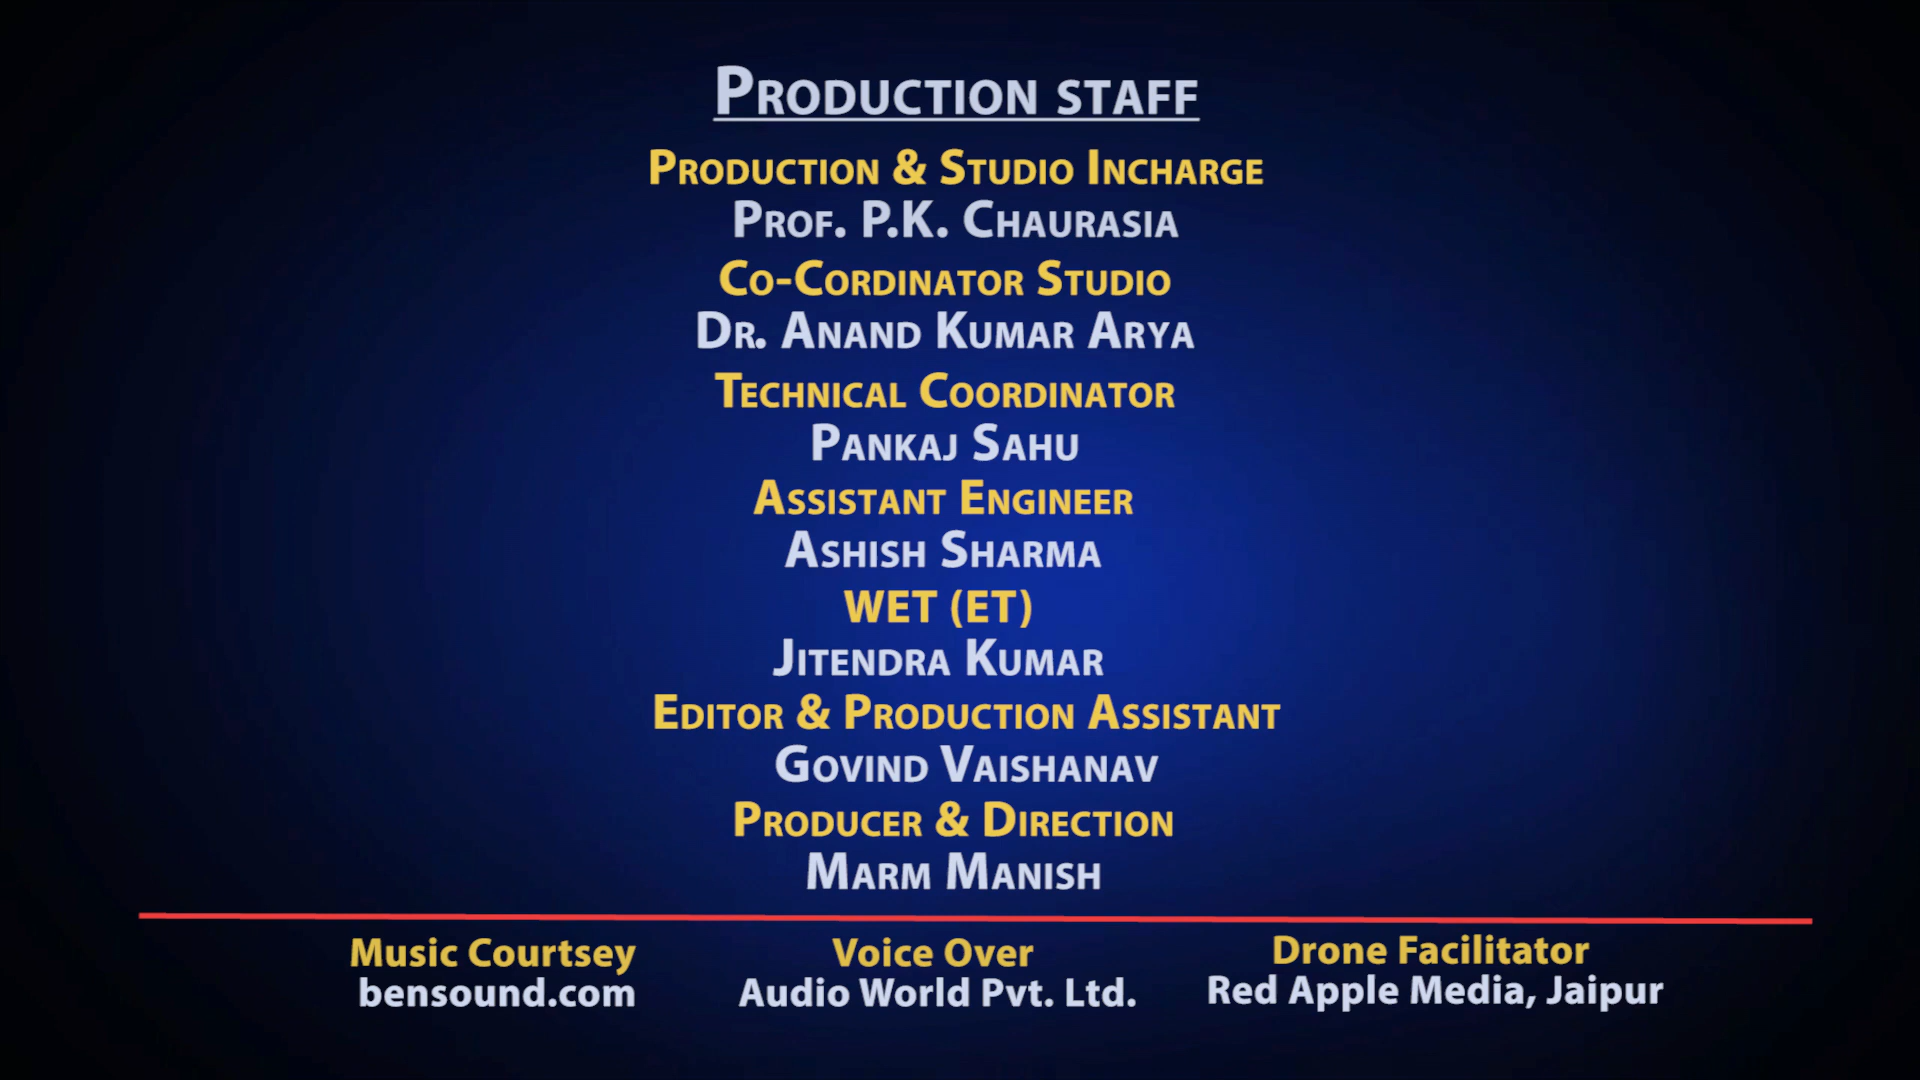 Production staff
Production & Studio Incharge
Prof. P.K. Chaurasia
Co-Cordinator Studio
Dr. Anand Kumar Arya
Technical Coordinator
Pankaj Sahu
Assistant Engineer
Ashish Sharma
WET (ET)
Jitendra Kumar
Editor & Production Assistant
Govind Vaishanav
Producer & Direction
Marm Manish
Music Courtsey
bensound.com
Voice Over
Audio World Pvt. Ltd.
Drone Facilitator
Red Apple Media, Jaipur